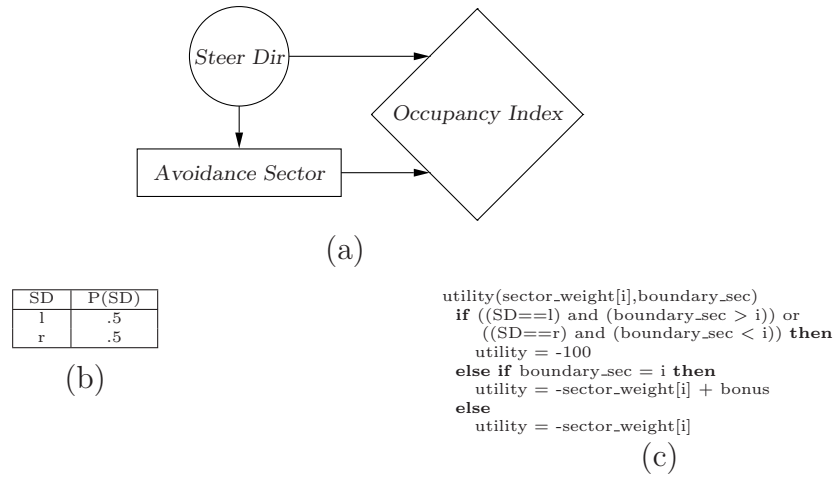 Steer Dir
Occupancy Index
Avoidance Sector
(a)
SD P(SD)
l .5
r .5
(b)
utility(sector_weight[i],boundary_sec)
if ((SD==l) and (boundary_sec > i)) or
((SD==r) and (boundary_sec < i)) then
utility = -100
else if boundary_sec = i then
utility = -sector_weight[i] + bonus
else
utility = -sector_weight[i]
(c)